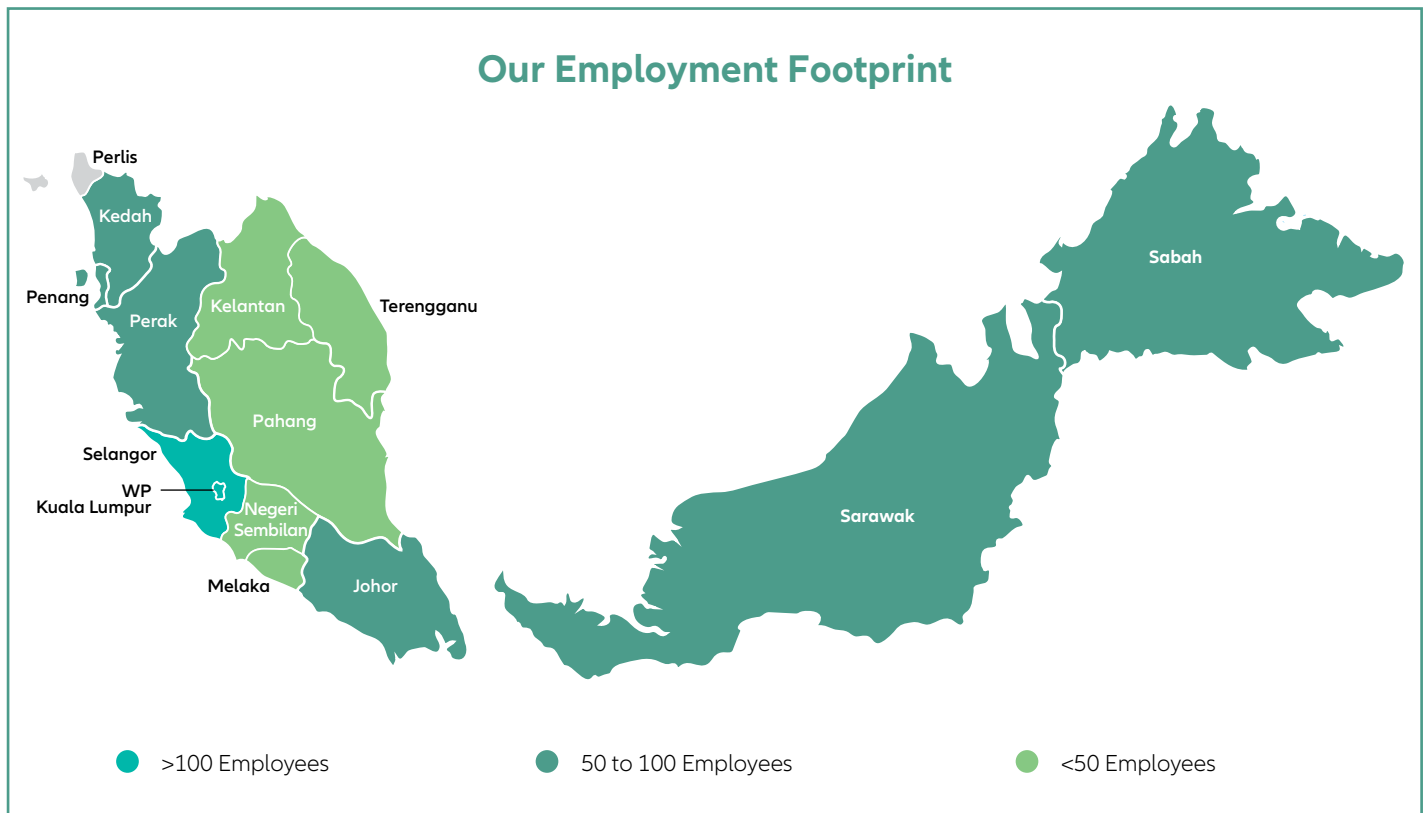 Our Employment Footprint
Perlis
Kedah
Penang
Perak
Kelantan
Terengganu
Pahang
Selangor
WP
Kuala Lumpur
Negeri
Sembilan
Melaka
Johor
Sabah
Sarawak
>100 Employees
50 to 100 Employees
<50 Employees